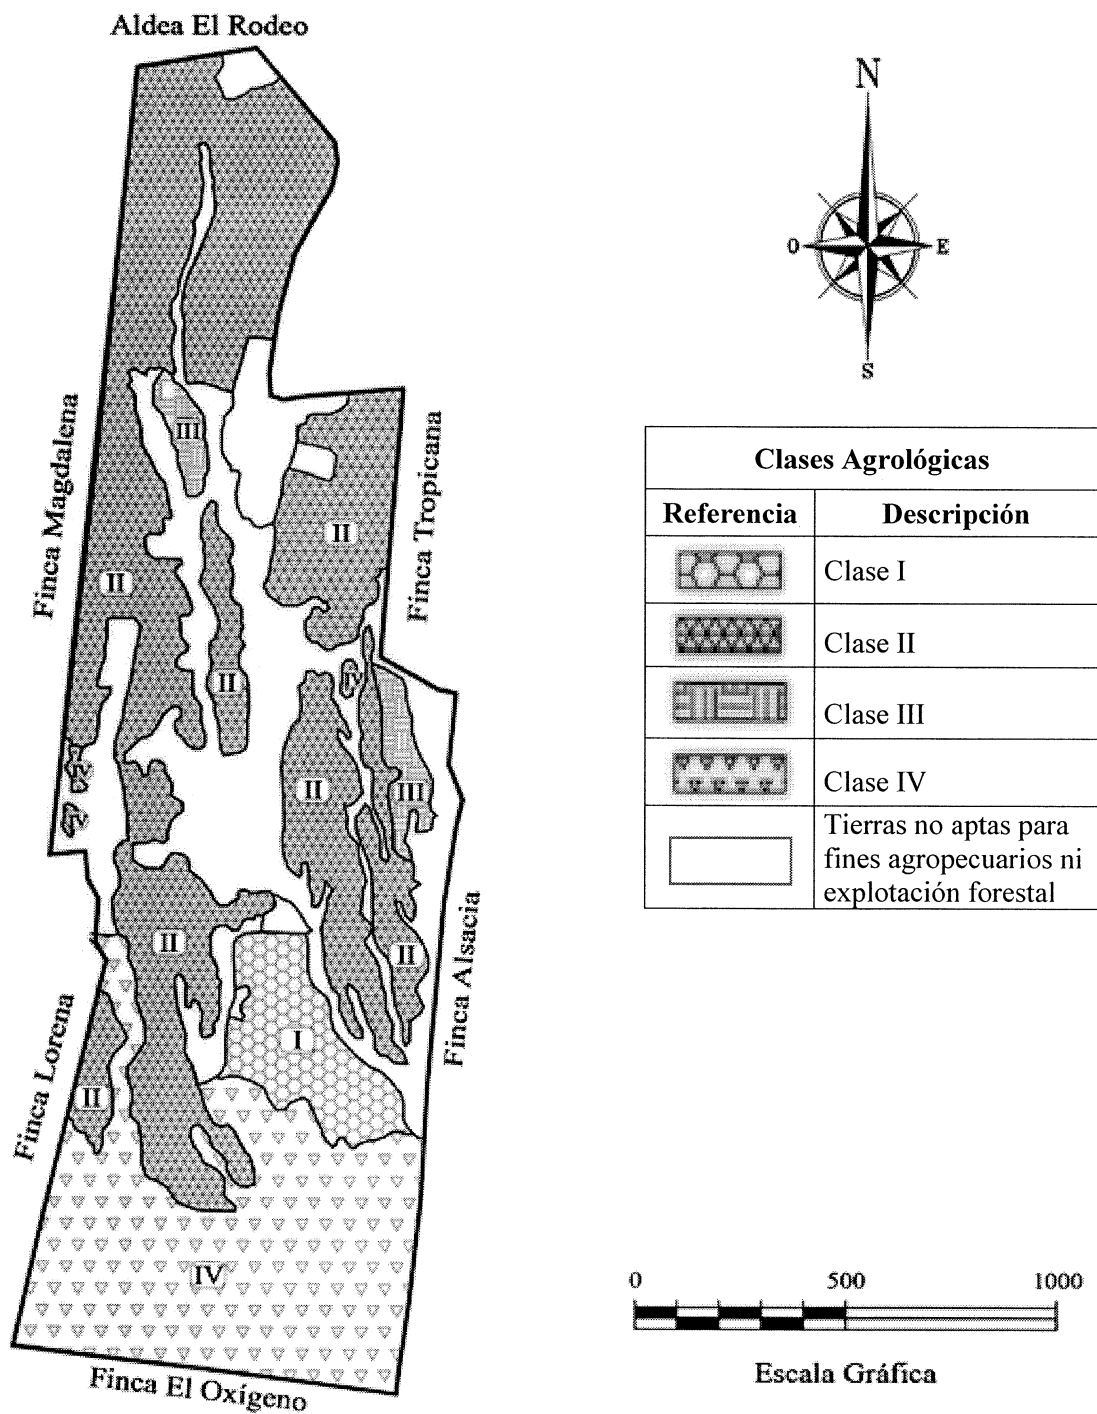 Aldea El Rodeo
N
O
E
S
Finca Magdalena
Finca Tropicana
III
II
II
II
II
III
II
II
I
II
IV
Finca Lorena
Finca Alsacia
Finca El Oxígeno
Clases Agrológicas
Referencia Descripción
Clase I
Clase II
Clase III
Clase IV
Tierras no aptas para
fines agropecuarios ni
explotación forestal
0 500 1000
Escala Gráfica